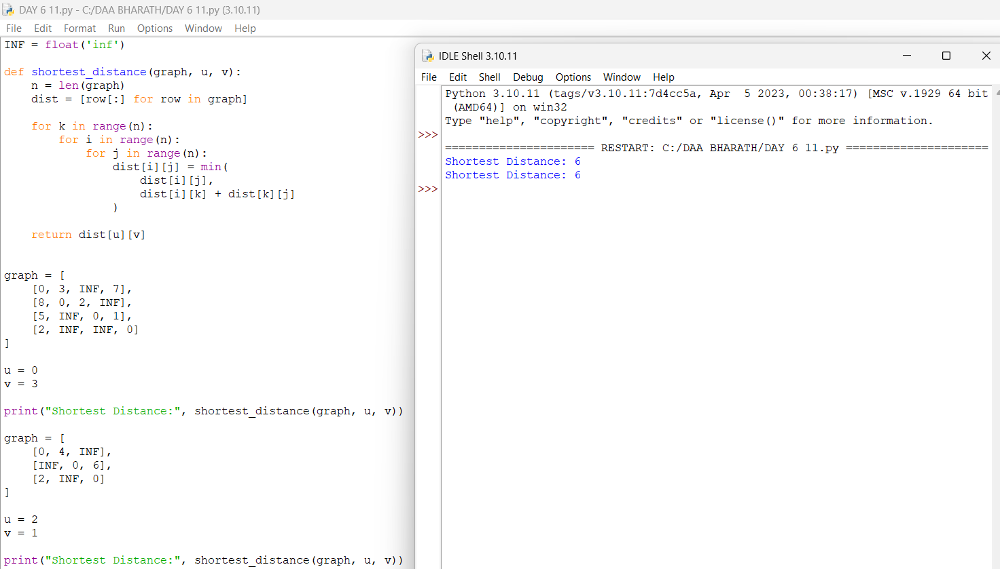 DAY 6 11.py - C:/DAA BHARATH/DAY 6 11.py (3.10.11)
File Edit Format Run Options Window Help
INF = float('inf')
def shortest_distance(graph, u, v):
    n = len(graph)
    dist = [row[:] for row in graph]
    for k in range(n):
        for i in range(n):
            for j in range(n):
                dist[i][j] = min(
                    dist[i][j],
                    dist[i][k] + dist[k][j]
                )
    return dist[u][v]
graph = [
    [0, 3, INF, 7],
    [8, 0, 2, INF],
    [5, INF, 0, 1],
    [2, INF, INF, 0]
]
u = 0
v = 3
print("Shortest Distance:", shortest_distance(graph, u, v))
graph = [
    [0, 4, INF],
    [INF, 0, 6],
    [2, INF, 0]
]
u = 2
v = 1
print("Shortest Distance:", shortest_distance(graph, u, v))
IDLE Shell 3.10.11
File Edit Shell Debug Options Window Help
Python 3.10.11 (tags/v3.10.11:7d4cc5a, Apr  5 2023, 00:38:17) [MSC v.1929 64 bit
 (AMD64)] on win32
Type "help", "copyright", "credits" or "license()" for more information.
>>>
====================== RESTART: C:/DAA BHARATH/DAY 6 11.py =====================
Shortest Distance: 6
Shortest Distance: 6
>>>